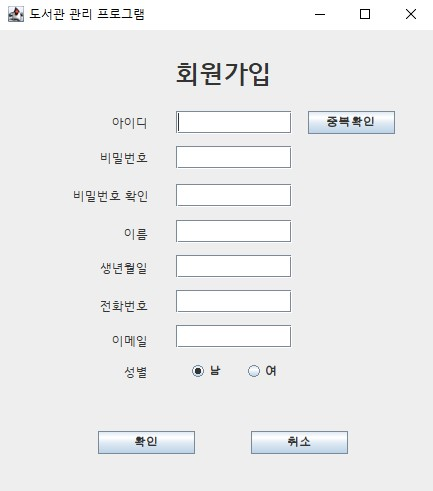 도서관 관리 프로그램
회원가입
아이디 중복확인
비밀번호
비밀번호 확인
이름
생년월일
전화번호
이메일
성별 남 여
확인 취소